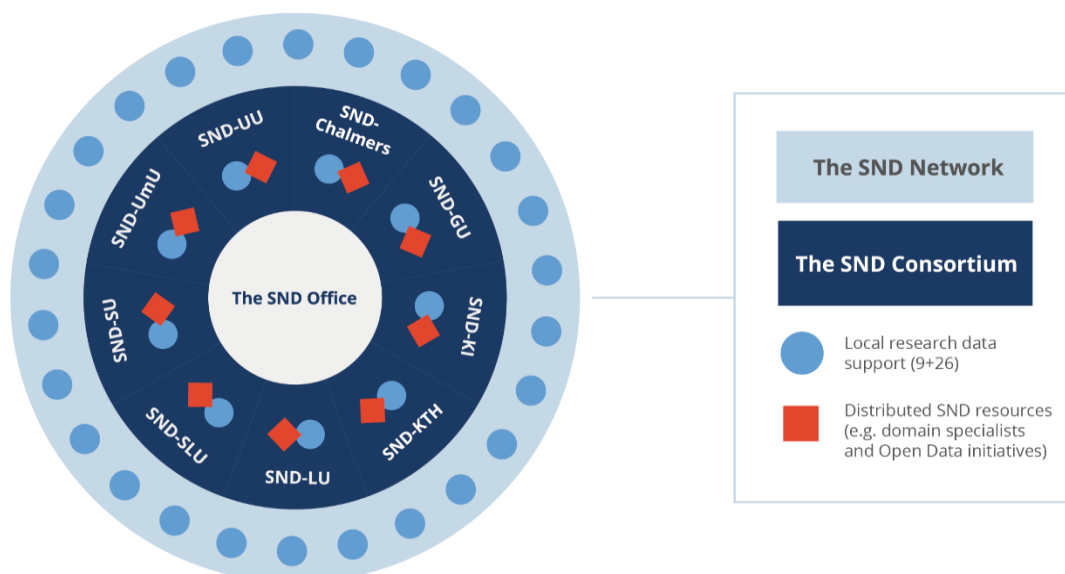 SND-UU
SND-
Chalmers
SND-GU
SND-KI
SND-KTH
SND-LU
SND-SLU
SND-SU
SND-UmU
The SND Office
The SND Network
The SND Consortium
Local research data
support (9+26)
Distributed SND resources
(e.g. domain specialists
and Open Data initiatives)